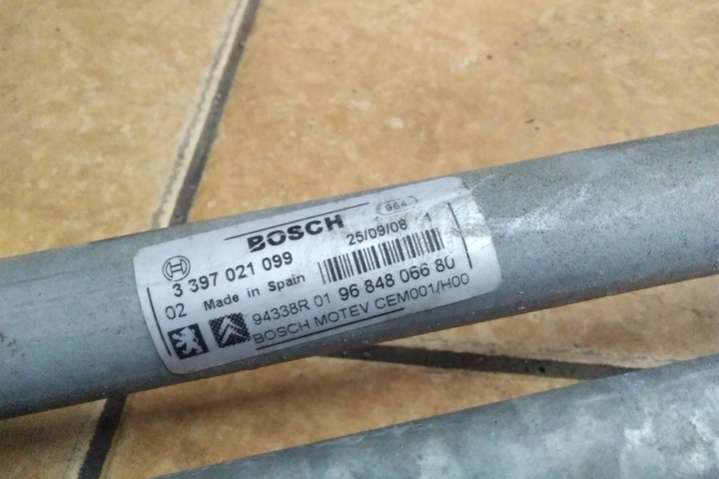 BOSCH
964
3 397 021 099
25/09/08 1
02 Made in Spain
94338R 01 96 848 066 80
BOSCH MOTEV CEM001/H00